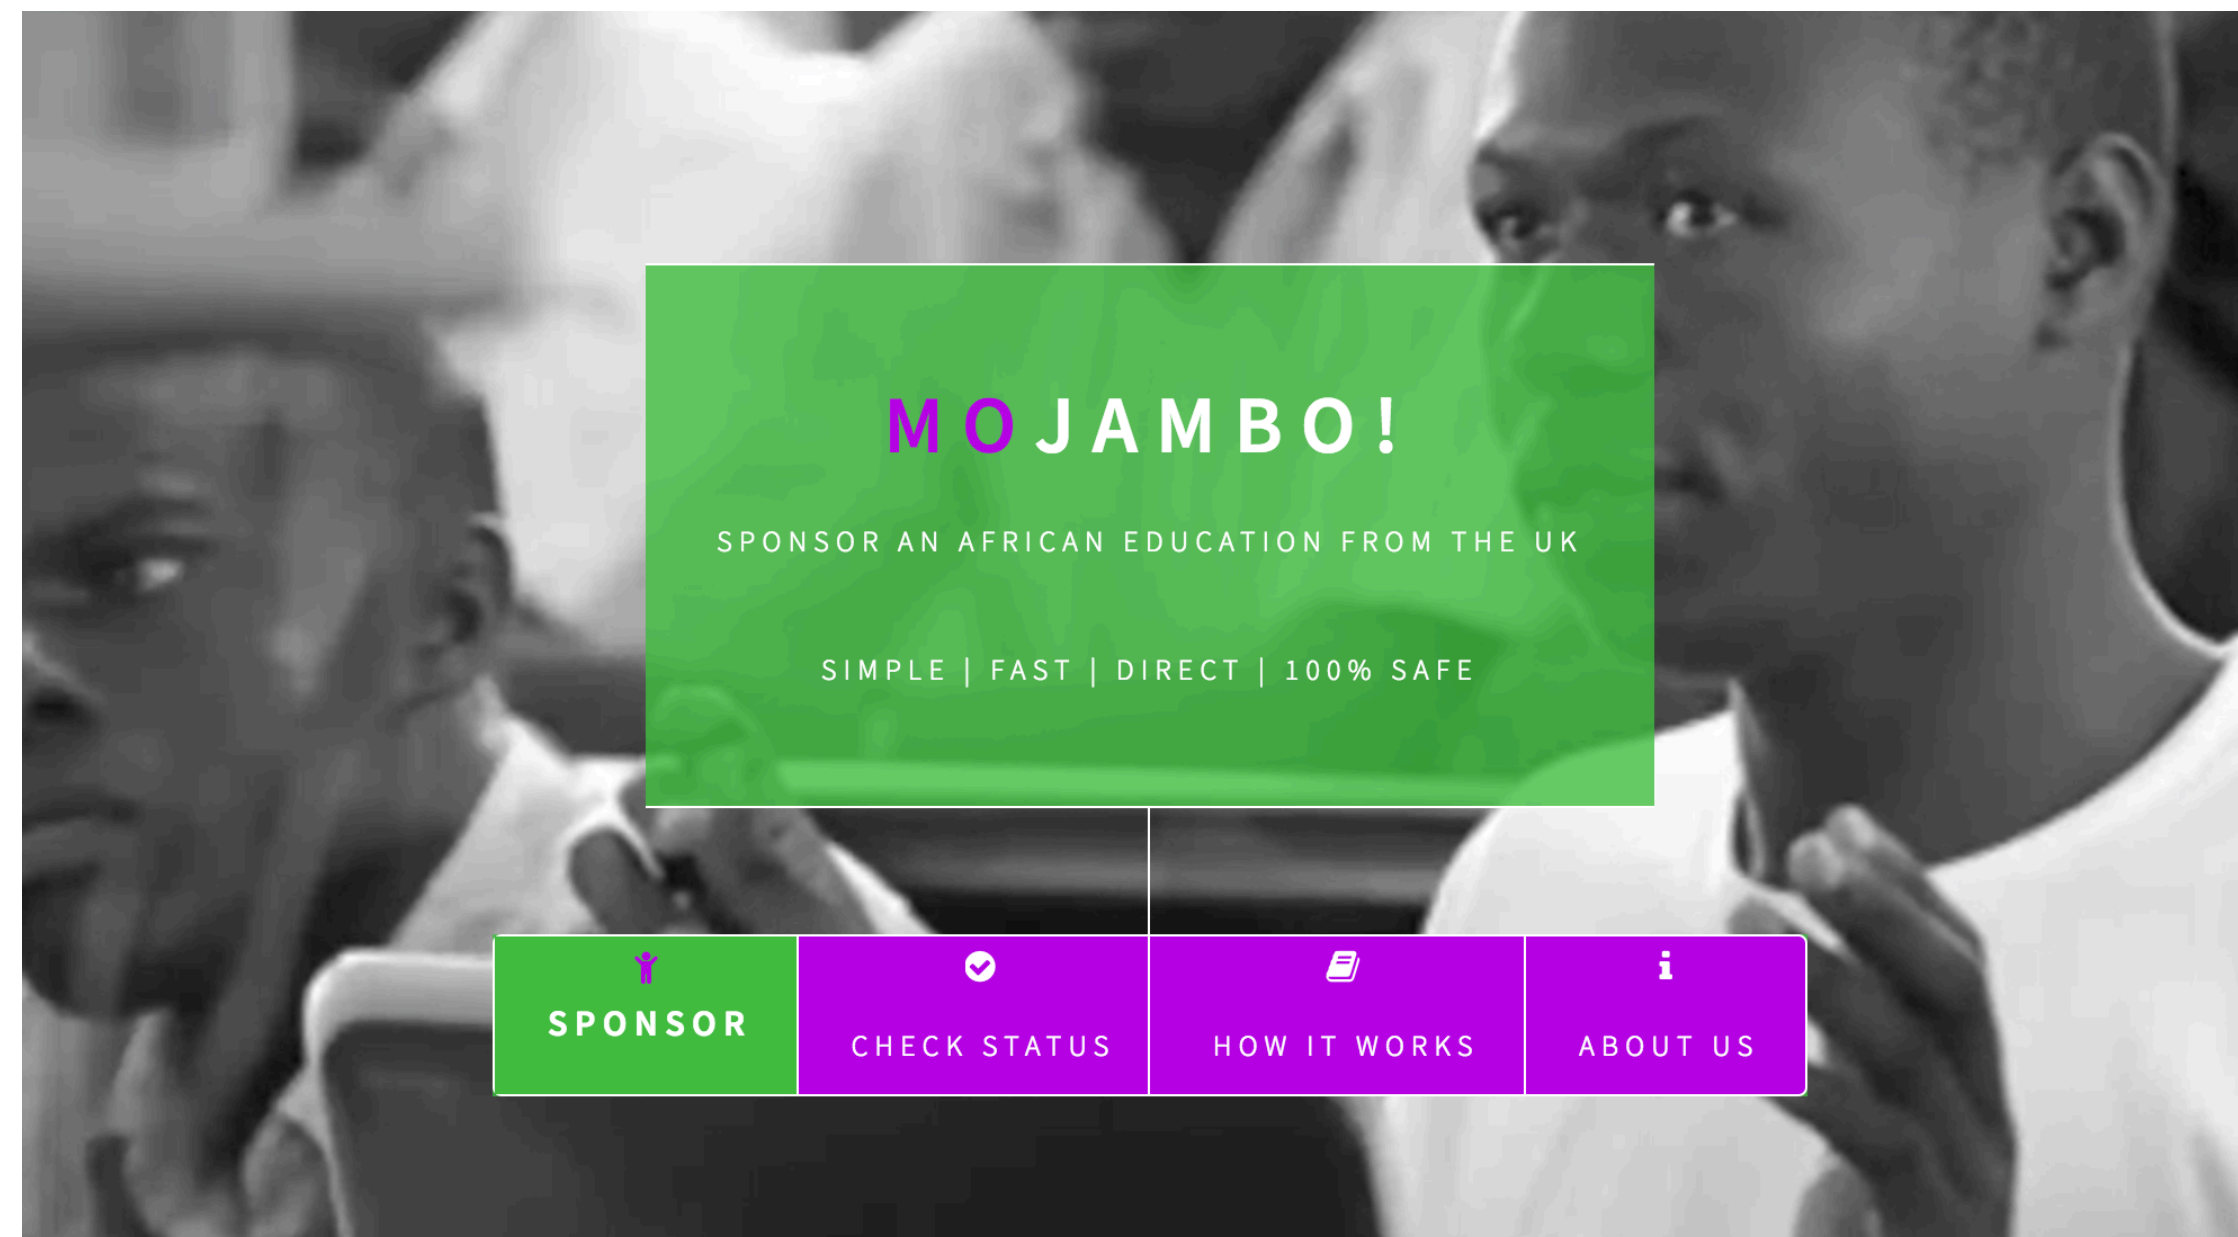 MOJAMBO!
SPONSOR AN AFRICAN EDUCATION FROM THE UK
SIMPLE | FAST | DIRECT | 100% SAFE
SPONSOR
CHECK STATUS
HOW IT WORKS
ABOUT US